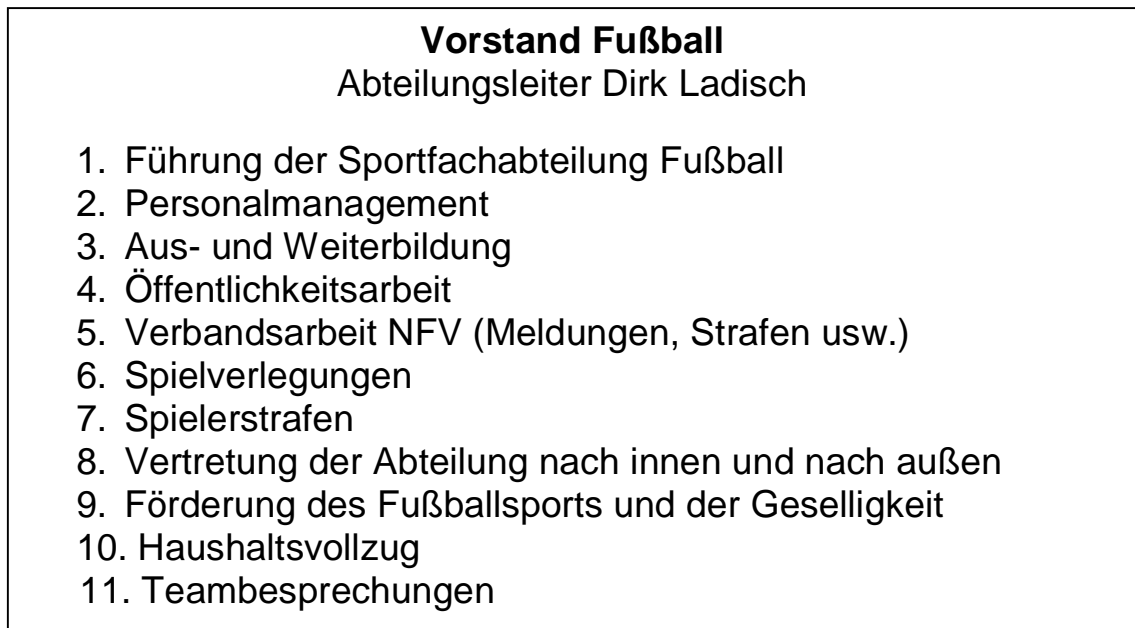 Vorstand Fußball
Abteilungsleiter Dirk Ladisch
1. Führung der Sportfachabteilung Fußball
2. Personalmanagement
3. Aus- und Weiterbildung
4. Öffentlichkeitsarbeit
5. Verbandsarbeit NFV (Meldungen, Strafen usw.)
6. Spielverlegungen
7. Spielerstrafen
8. Vertretung der Abteilung nach innen und nach außen
9. Förderung des Fußballsports und der Geselligkeit
10. Haushaltsvollzug
11. Teambesprechungen